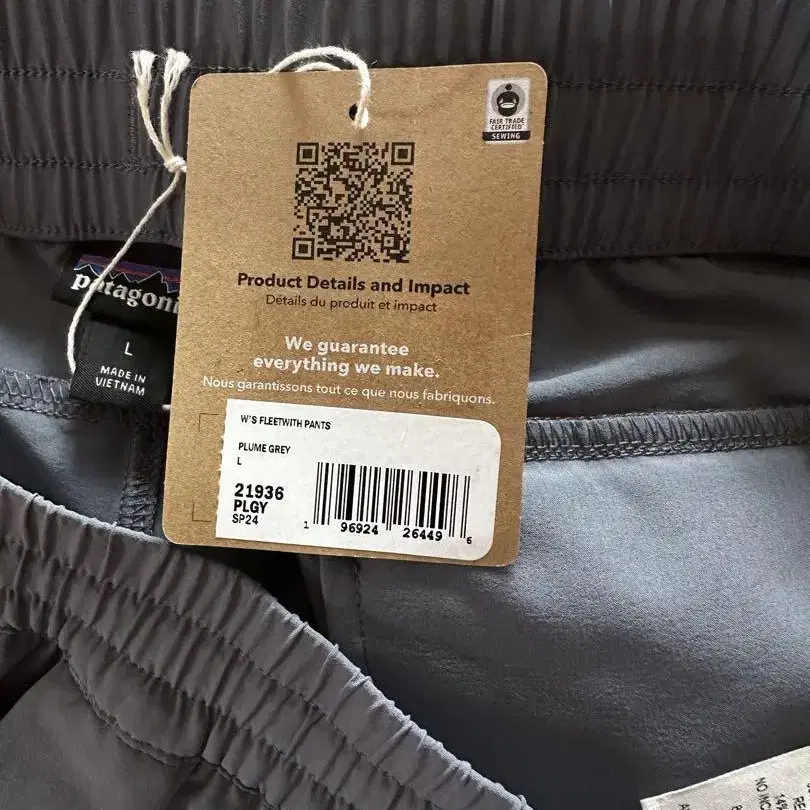 FAIR TRADE
CERTIFIED
SEWING
Product Details and Impact
Détails du produit et impact
We guarantee
everything we make.
Nous garantissons tout ce que nous fabriquons.
W'S FLEETWITH PANTS
PLUME GREY
L
21936
PLGY
SP24
1 96924 26449 6
patagoni
L
MADE IN
VIETNAM